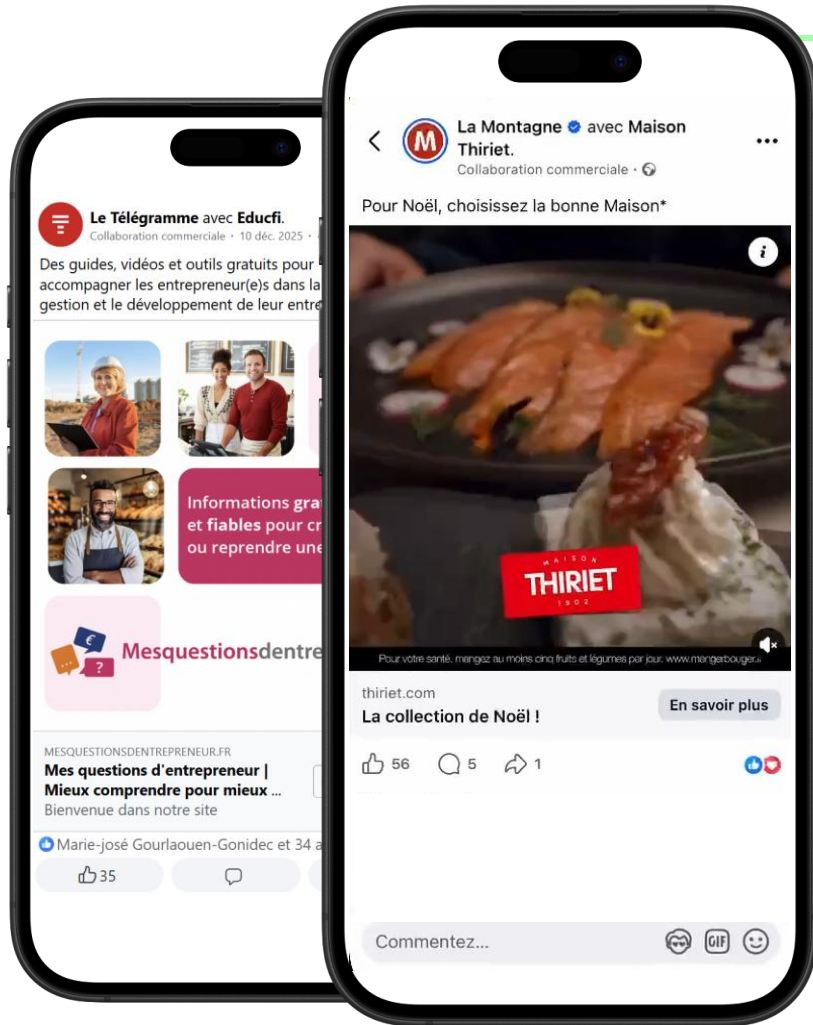 Le Télégramme avec Educfi.
Collaboration commerciale · 10 déc. 2025 ·
Des guides, vidéos et outils gratuits pour
accompagner les entrepreneur(e)s dans la
gestion et le développement de leur entre
Informations gra
et fiables pour cr
ou reprendre une
€
...
?
Mesquestionsdentre
MESQUESTIONSDENTREPRENEUR.FR
Mes questions d'entrepreneur |
Mieux comprendre pour mieux ...
Bienvenue dans notre site
Marie-josé Gourlaouen-Gonidec et 34 a
35
M
La Montagne avec Maison
Thiriet.
Collaboration commerciale ·
Pour Noël, choisissez la bonne Maison*
i
MAISON
THIRIET
1902
Pour votre santé, mangez au moins cinq fruits et légumes par jour. www.mangerbouger.
thiriet.com
La collection de Noël !
En savoir plus
56
5
1
Commentez...
GIF